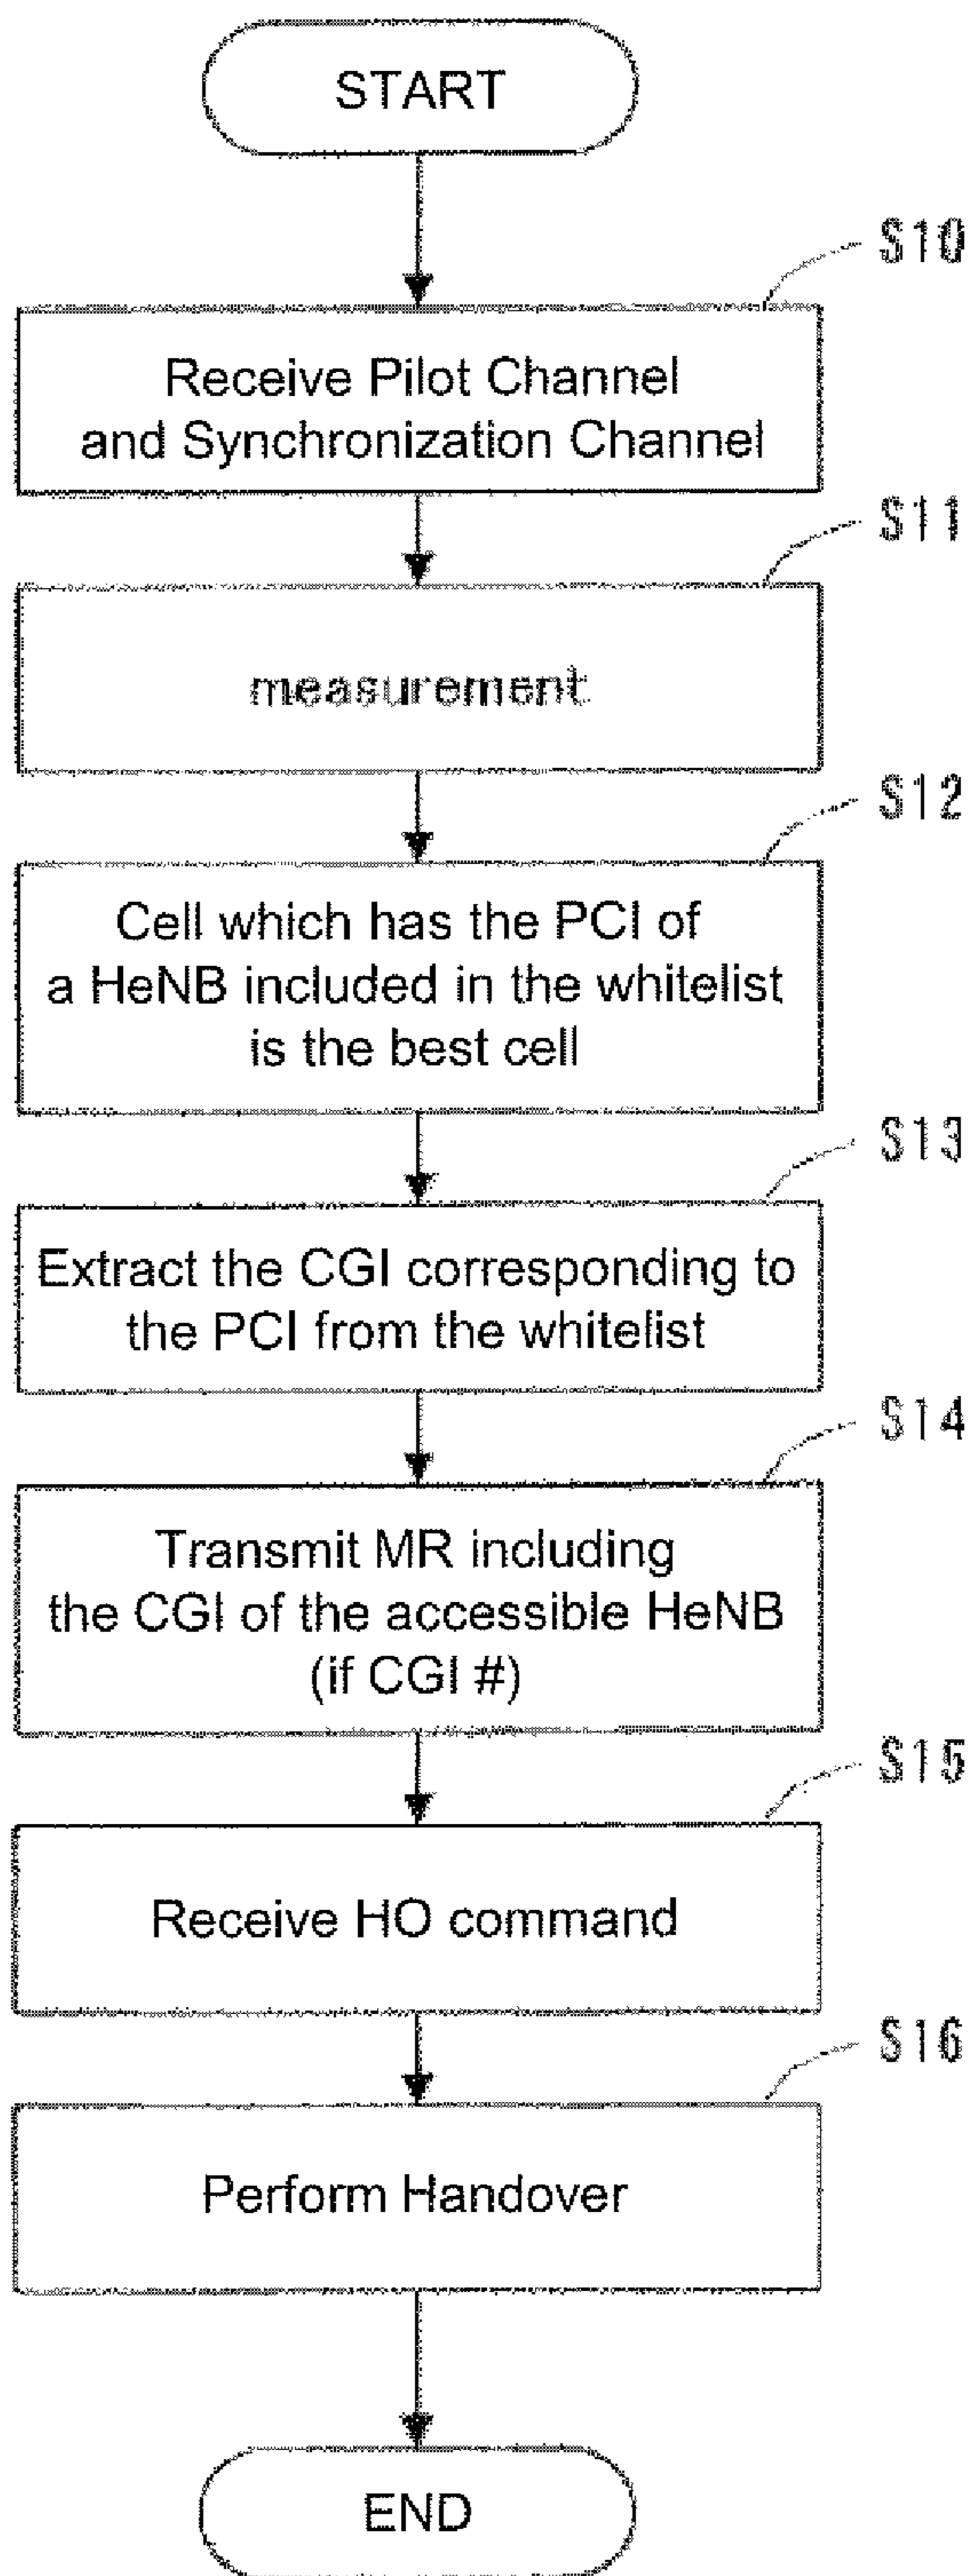 START
S10
Receive Pilot Channel
and Synchronization Channel
S11
measurement
S12
Cell which has the PCI of
a HeNB included in the whitelist
is the best cell
S13
Extract the CGI corresponding to
the PCI from the whitelist
S14
Transmit MR including
the CGI of the accessible HeNB
(if CGI #)
S15
Receive HO command
S16
Perform Handover
END